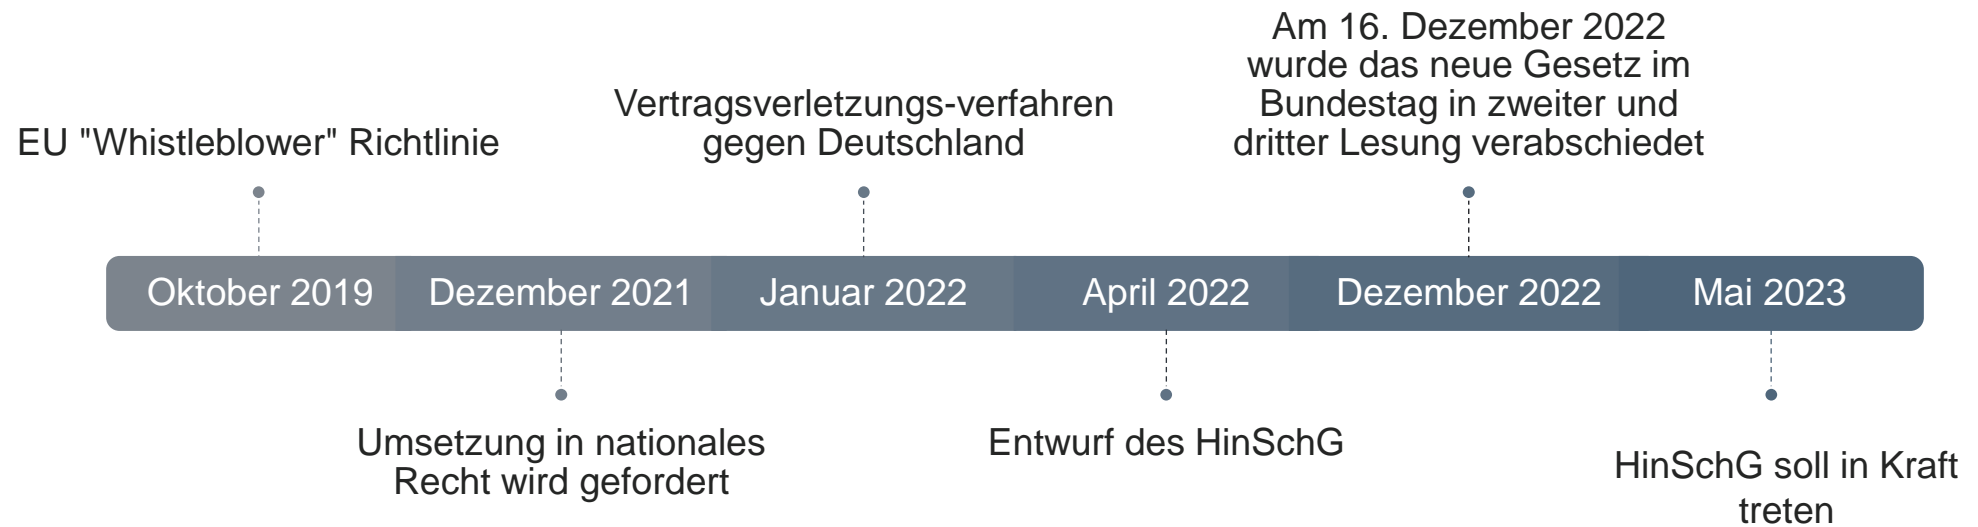 EU "Whistleblower" Richtlinie
Vertragsverletzungs-verfahren
gegen Deutschland
Am 16. Dezember 2022
wurde das neue Gesetz im
Bundestag in zweiter und
dritter Lesung verabschiedet
Oktober 2019
Dezember 2021
Januar 2022
April 2022
Dezember 2022
Mai 2023
Umsetzung in nationales
Recht wird gefordert
Entwurf des HinSchG
HinSchG soll in Kraft
treten